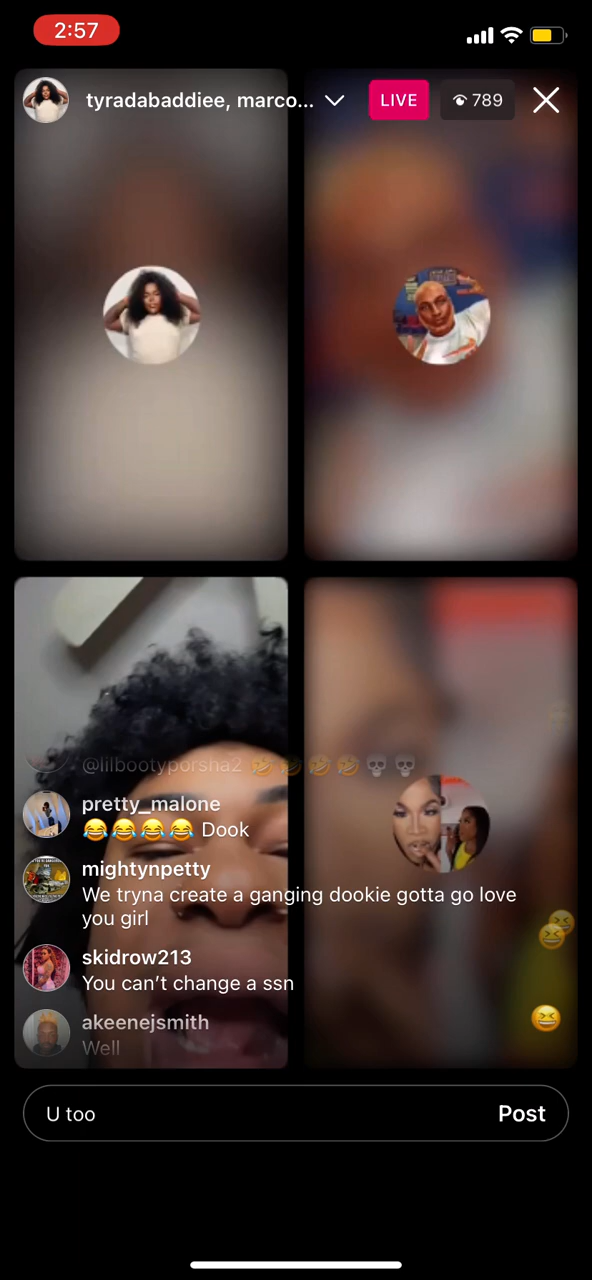 2:57
tyradabaddiee, marco...
LIVE
789
@lilbootyporsha2 🤣🤣🤣🤣💀💀
pretty_malone
😂😂😂😂 Dook
mightynpetty
We tryna create a ganging dookie gotta go love
you girl
skidrow213
You can’t change a ssn
akeenejsmith
Well
U too
Post